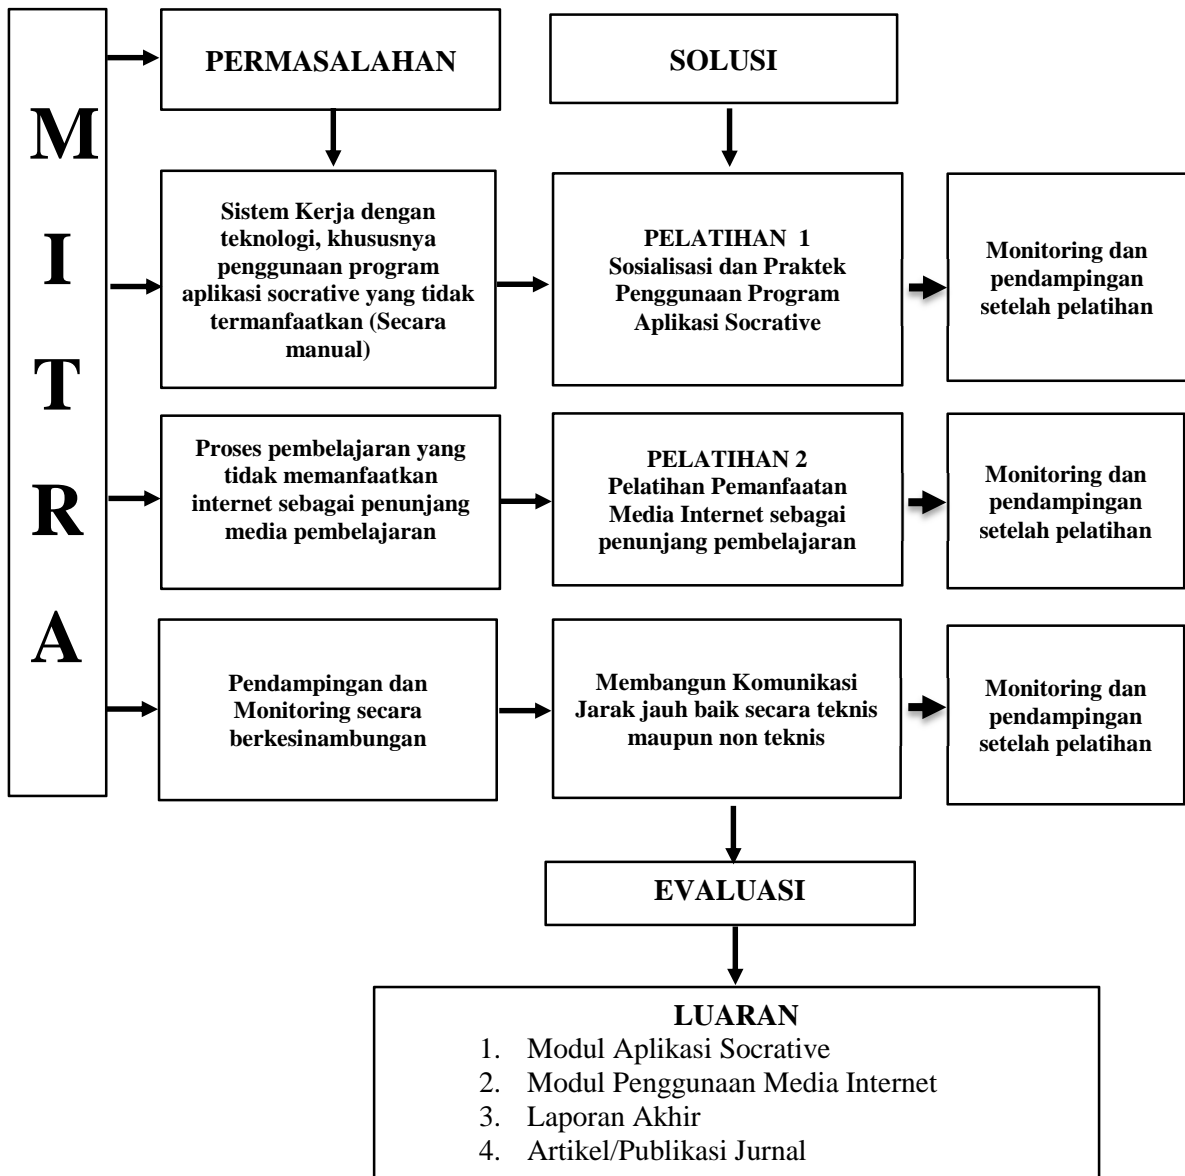 MITRA
PERMASALAHAN
SOLUSI
Sistem Kerja dengan
teknologi, khususnya
penggunaan program
aplikasi socrative yang tidak
termanfaatkan (Secara
manual)
PELATIHAN 1
Sosialisasi dan Praktek
Penggunaan Program
Aplikasi Socrative
Monitoring dan
pendampingan
setelah pelatihan
Proses pembelajaran yang
tidak memanfaatkan
internet sebagai penunjang
media pembelajaran
PELATIHAN 2
Pelatihan Pemanfaatan
Media Internet sebagai
penunjang pembelajaran
Monitoring dan
pendampingan
setelah pelatihan
Pendampingan dan
Monitoring secara
berkesinambungan
Membangun Komunikasi
Jarak jauh baik secara teknis
maupun non teknis
Monitoring dan
pendampingan
setelah pelatihan
EVALUASI
LUARAN
1. Modul Aplikasi Socrative
2. Modul Penggunaan Media Internet
3. Laporan Akhir
4. Artikel/Publikasi Jurnal